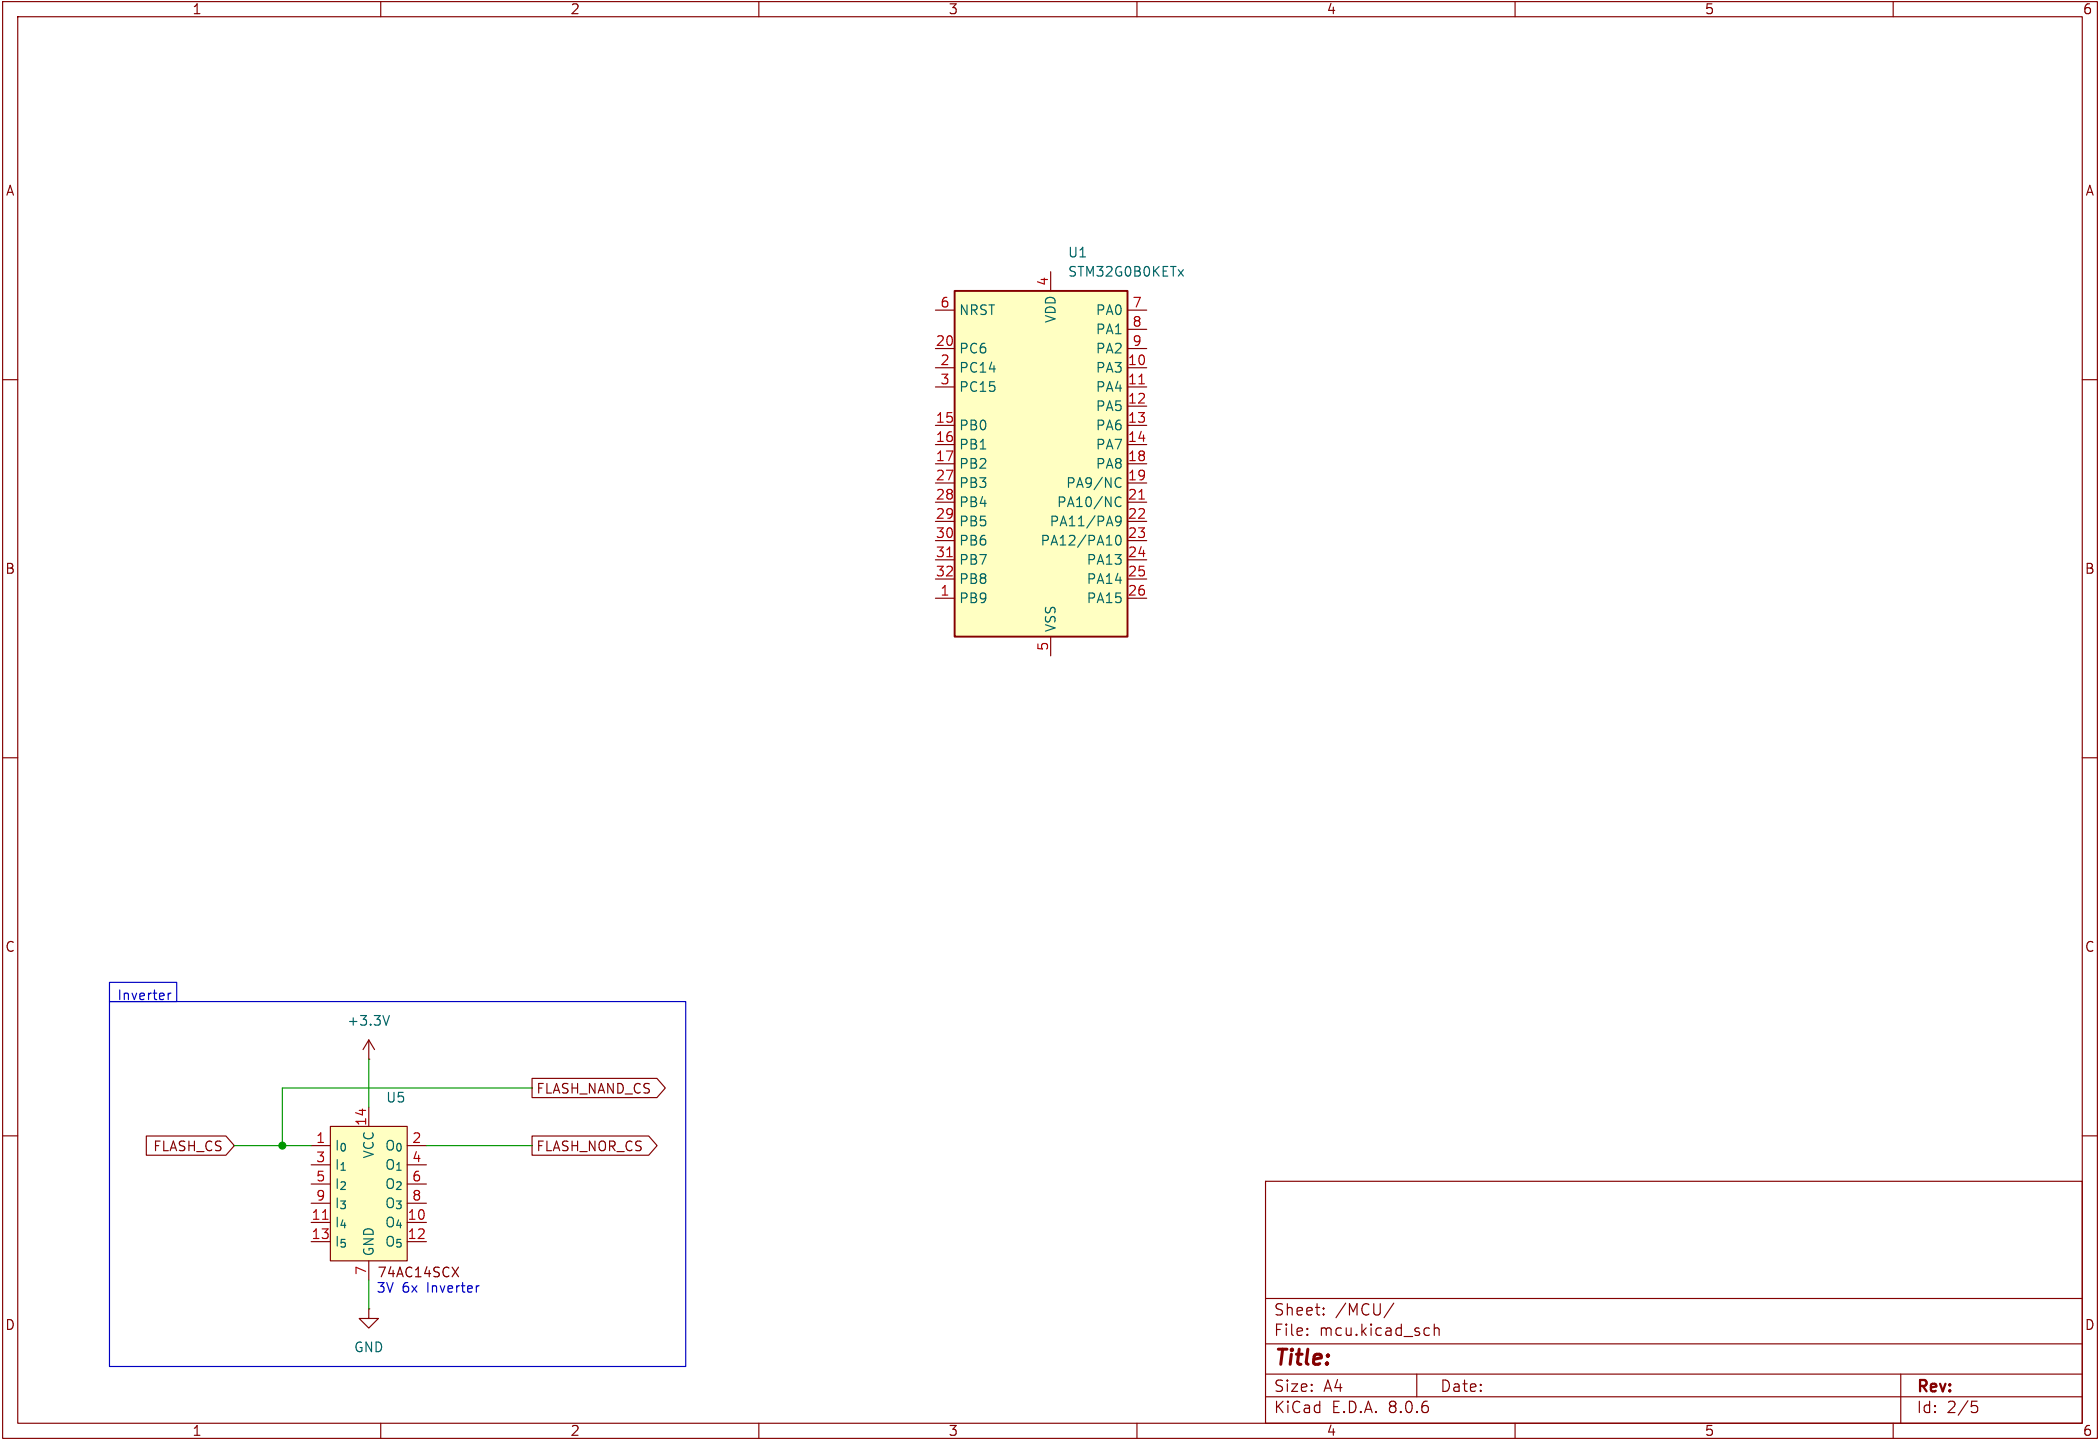 1 2 3 4 5 6
A A
B B
C C
D D
U1
STM32G0B0KETx
4
VDD
6 NRST PA0 7
PA1 8
20 PC6 PA2 9
2 PC14 PA3 10
3 PC15 PA4 11
PA5 12
15 PB0 PA6 13
16 PB1 PA7 14
17 PB2 PA8 18
27 PB3 PA9/NC 19
28 PB4 PA10/NC 21
29 PB5 PA11/PA9 22
30 PB6 PA12/PA10 23
31 PB7 PA13 24
32 PB8 PA14 25
1 PB9 PA15 26
VSS
5
Inverter
+3.3V
FLASH_NAND_CS
U5
14
VCC
FLASH_CS 1 I0 O0 2 FLASH_NOR_CS
3 I1 O1 4
5 I2 O2 6
9 I3 O3 8
11 I4 O4 10
13 I5 O5 12
GND
7
74AC14SCX
3V 6x Inverter
GND
Sheet: /MCU/
File: mcu.kicad_sch
Title:
Size: A4 Date: Rev:
KiCad E.D.A. 8.0.6 Id: 2/5
1 2 3 4 5 6